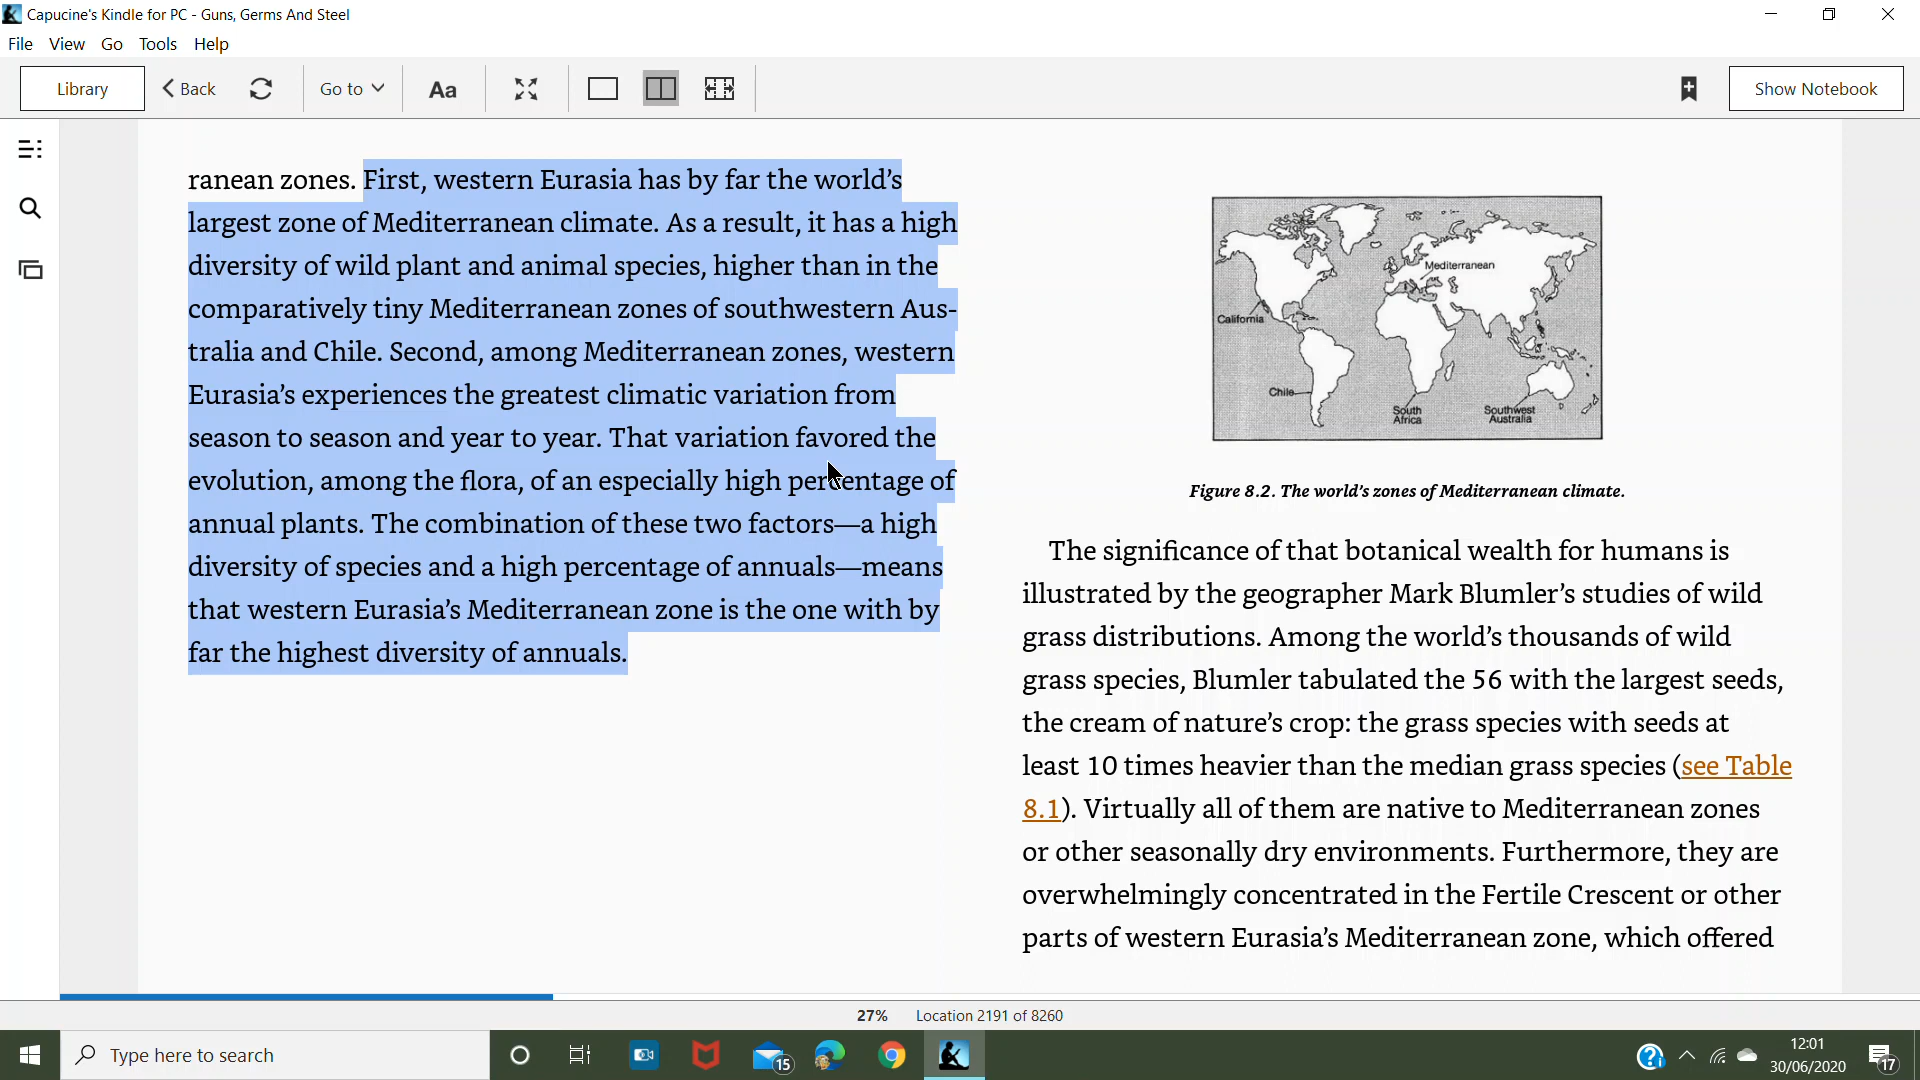 Capucine's Kindle for PC - Guns, Germs And Steel
File View Go Tools Help
Library Back Go to Aa Show Notebook
ranean zones. First, western Eurasia has by far the world’s
largest zone of Mediterranean climate. As a result, it has a high
diversity of wild plant and animal species, higher than in the
comparatively tiny Mediterranean zones of southwestern Aus-
tralia and Chile. Second, among Mediterranean zones, western
Eurasia’s experiences the greatest climatic variation from
season to season and year to year. That variation favored the
evolution, among the flora, of an especially high percentage of
annual plants. The combination of these two factors—a high
diversity of species and a high percentage of annuals—means
that western Eurasia’s Mediterranean zone is the one with by
far the highest diversity of annuals.
Mediterranean
California
Chile
South
Africa
Southwest
Australia
Figure 8.2. The world’s zones of Mediterranean climate.
The significance of that botanical wealth for humans is
illustrated by the geographer Mark Blumler’s studies of wild
grass distributions. Among the world’s thousands of wild
grass species, Blumler tabulated the 56 with the largest seeds,
the cream of nature’s crop: the grass species with seeds at
least 10 times heavier than the median grass species (see Table
8.1). Virtually all of them are native to Mediterranean zones
or other seasonally dry environments. Furthermore, they are
overwhelmingly concentrated in the Fertile Crescent or other
parts of western Eurasia’s Mediterranean zone, which offered
27% Location 2191 of 8260
Type here to search
15
12:01
30/06/2020
17